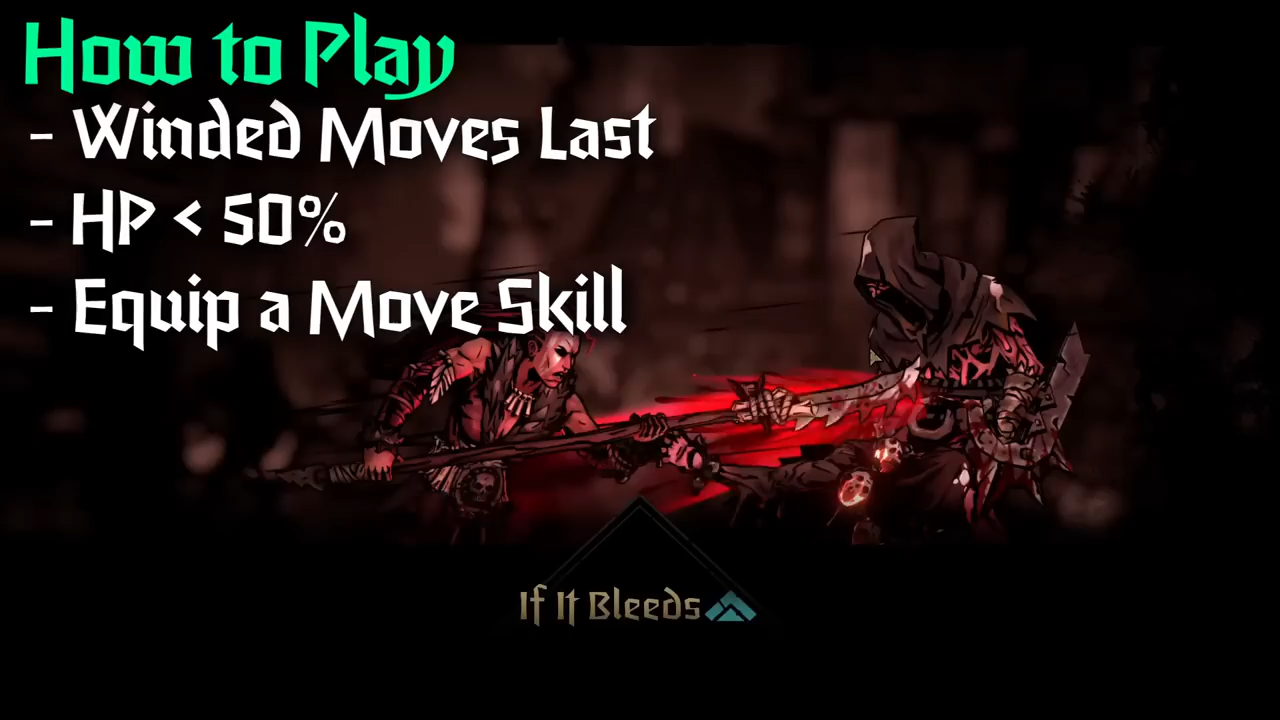 How to Play
- Winded Moves Last
- HP < 50%
- Equip a Move Skill
If It Bleeds